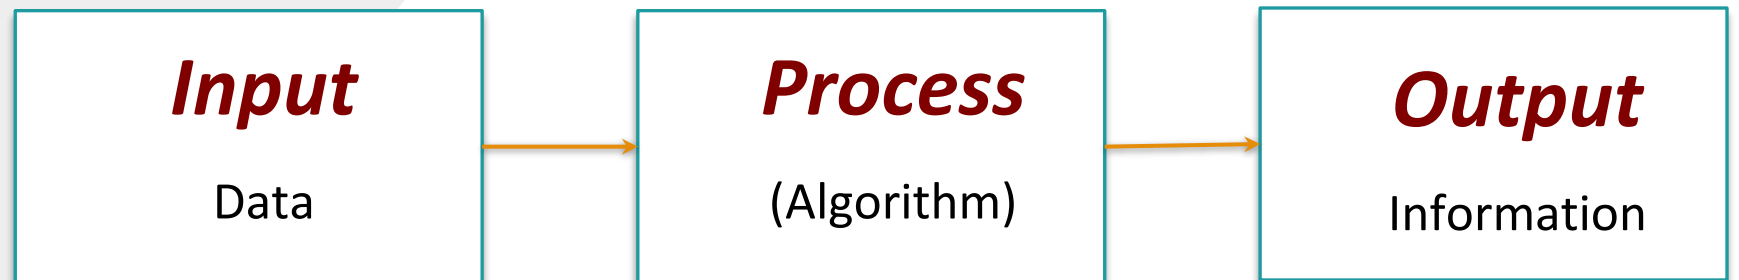 Input
Data
Process
(Algorithm)
Output
Information